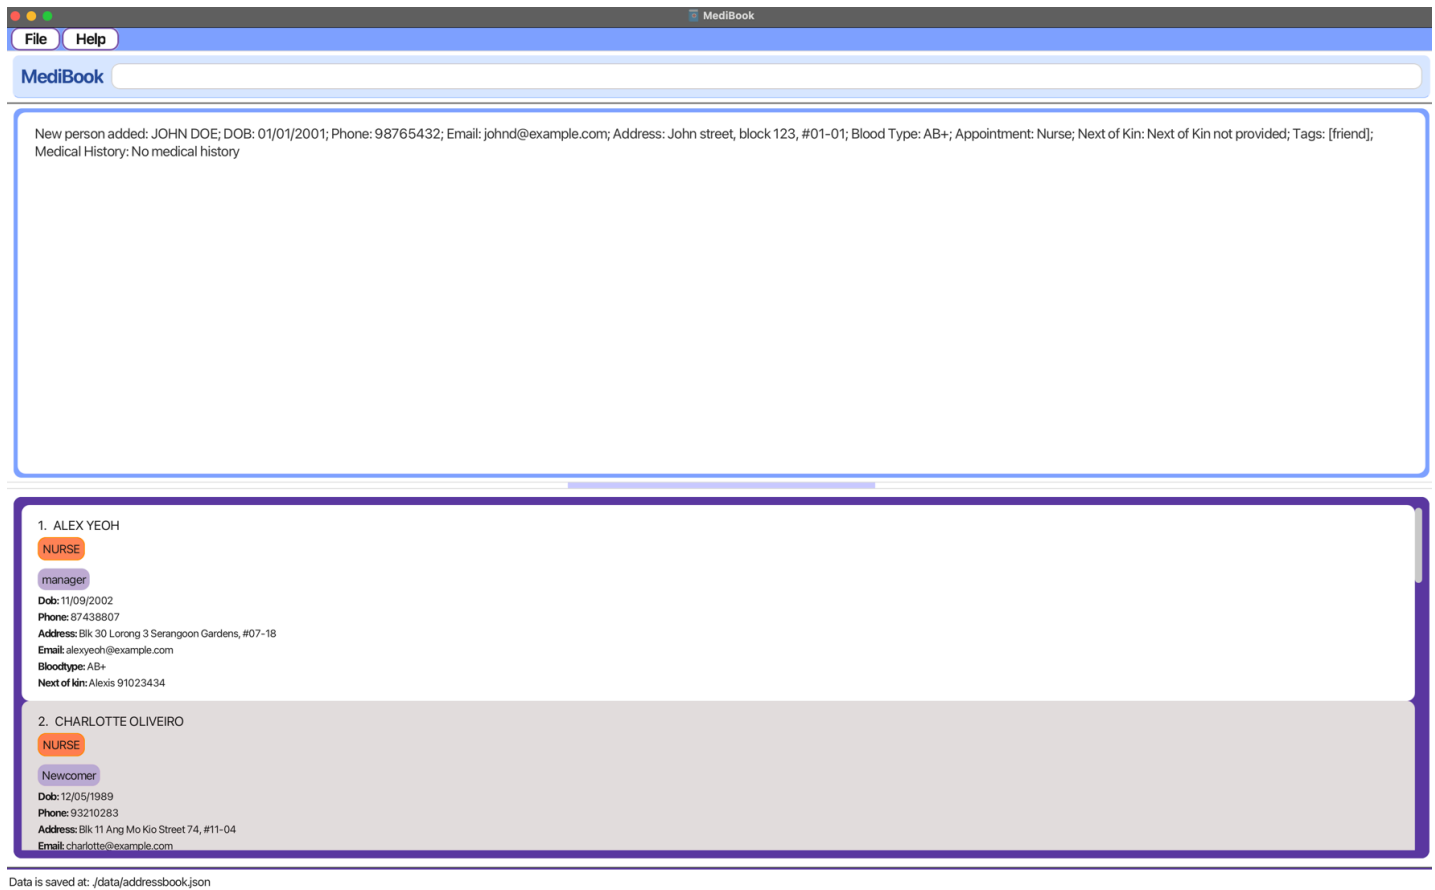 MediBook
File Help
MediBook
New person added: JOHN DOE; DOB: 01/01/2001; Phone: 98765432; Email: johnd@example.com; Address: John street, block 123, #01-01; Blood Type: AB+; Appointment: Nurse; Next of Kin: Next of Kin not provided; Tags: [friend];
Medical History: No medical history
1. ALEX YEOH
NURSE
manager
Dob: 11/09/2002
Phone: 87438807
Address: Blk 30 Lorong 3 Serangoon Gardens, #07-18
Email: alexyeoh@example.com
Bloodtype: AB+
Next of kin: Alexis 91023434
2. CHARLOTTE OLIVEIRO
NURSE
Newcomer
Dob: 12/05/1989
Phone: 93210283
Address: Blk 11 Ang Mo Kio Street 74, #11-04
Email: charlotte@example.com
Data is saved at: ./data/addressbook.json